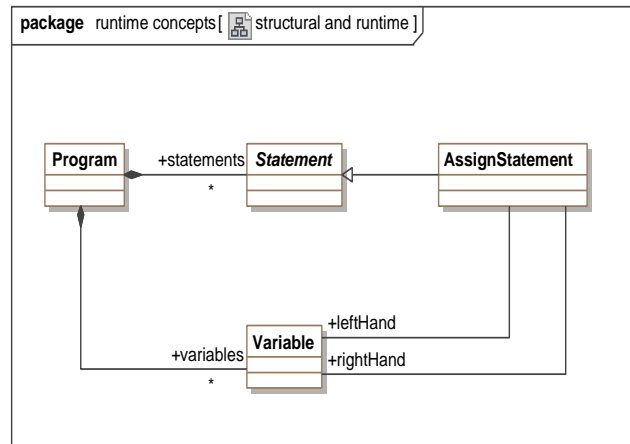 package runtime concepts [ structural and runtime ]
Program
+statements
*
Statement
AssignStatement
+leftHand
+rightHand
Variable
+variables
*